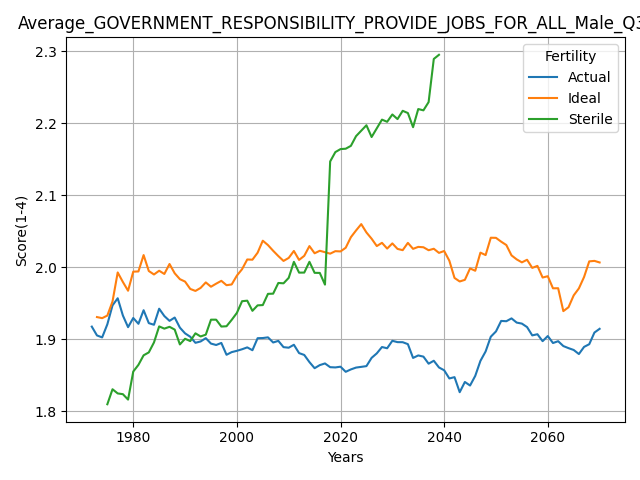 Average_GOVERNMENT_RESPONSIBILITY_PROVIDE_JOBS_FOR_ALL_Male_Q3
Fertility
Actual
Ideal
Sterile
Score(1-4)
2.3
2.2
2.1
2.0
1.9
1.8
1980 2000 2020 2040 2060
Years